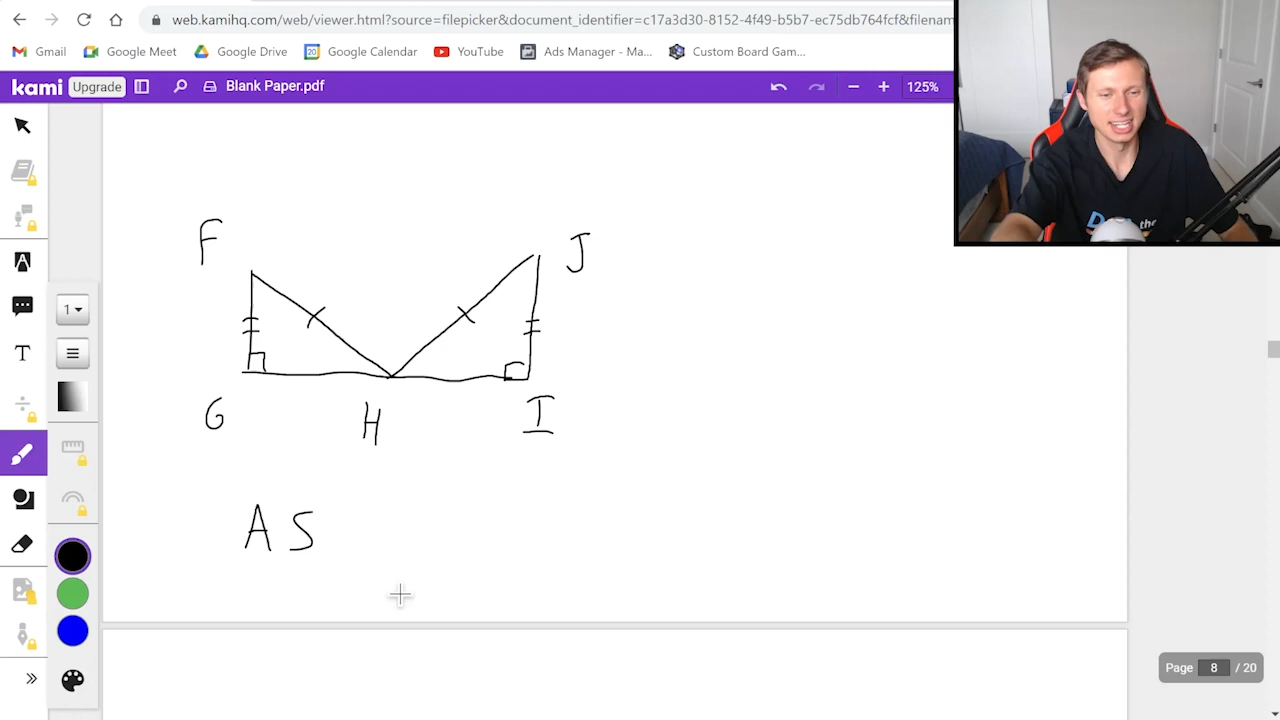 web.kamihq.com/web/viewer.html?source=filepicker&document_identifier=c17a3d30-8152-4f49-b5b7-ec75db764fcf&filenam
Gmail Google Meet Google Drive 20 Google Calendar YouTube Ads Manager - Ma... Custom Board Gam...
kami Upgrade Blank Paper.pdf 125%
F J
1
G H I
A S
Page 8 / 20